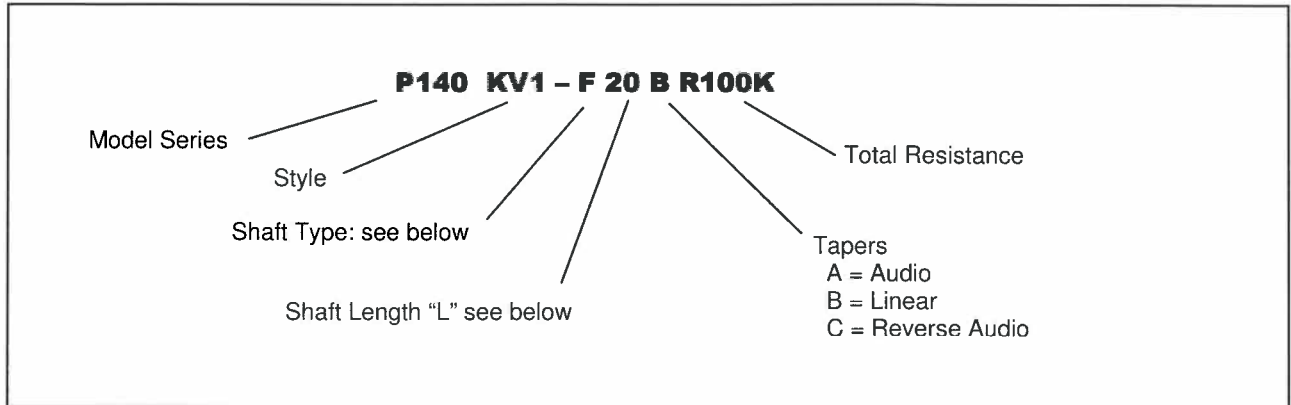 P140 KV1 – F 20 B R100K
Model Series
Total Resistance
Style
Shaft Type: see below
Tapers
A = Audio
B = Linear
C = Reverse Audio
Shaft Length “L” see below